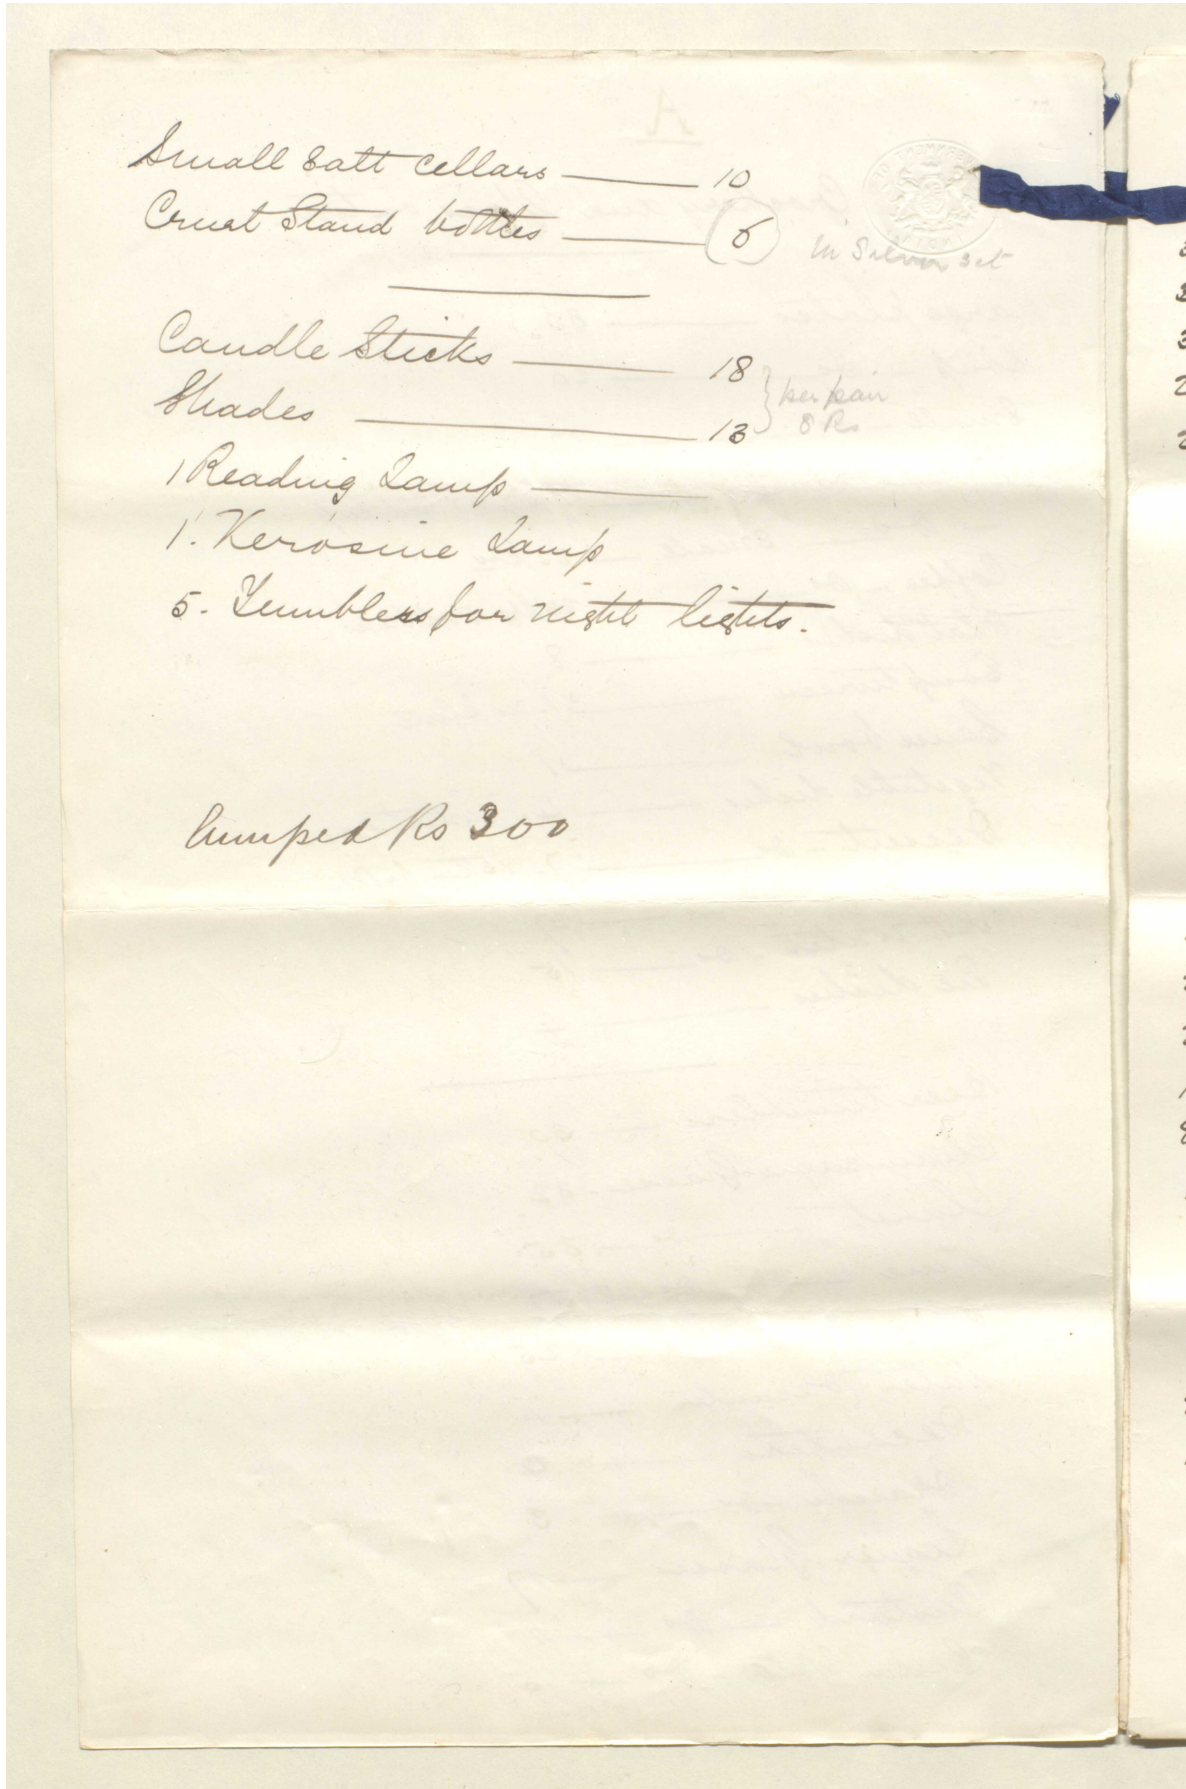 Small Salt Cellars — 10
Cruet Stand bottles — 6 in Silver set
Candle Sticks — 18
Shades — 13 } per pair 8 Rs
1 Reading Lamp —
1. Kerosine Lamp
5. Tumblers for night lights.
lumped Rs 300